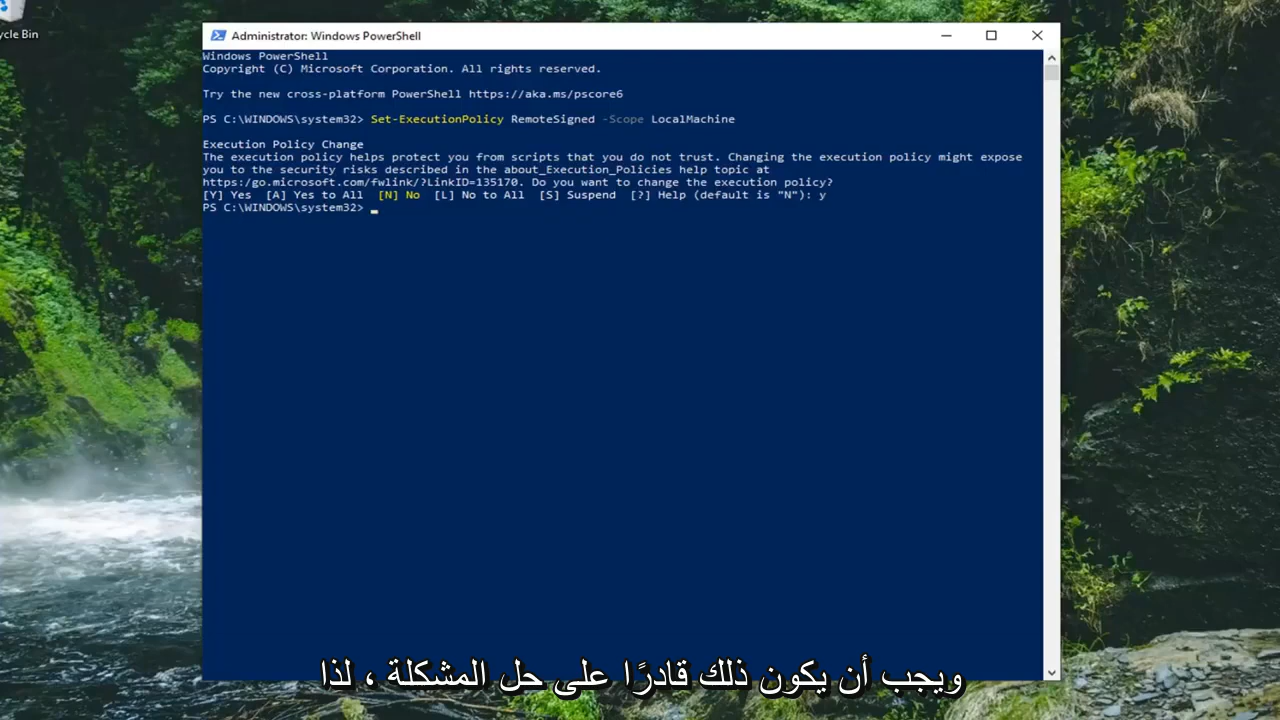 ycle Bin
Administrator: Windows PowerShell
Windows PowerShell
Copyright (C) Microsoft Corporation. All rights reserved.
Try the new cross-platform PowerShell https://aka.ms/pscore6
PS C:\WINDOWS\system32> Set-ExecutionPolicy RemoteSigned -Scope LocalMachine
Execution Policy Change
The execution policy helps protect you from scripts that you do not trust. Changing the execution policy might expose
you to the security risks described in the about_Execution_Policies help topic at
https:/go.microsoft.com/fwlink/?LinkID=135170. Do you want to change the execution policy?
[Y] Yes  [A] Yes to All  [N] No  [L] No to All  [S] Suspend  [?] Help (default is "N"): y
PS C:\WINDOWS\system32>
ويجب أن يكون ذلك قادرًا على حل المشكلة ، لذا